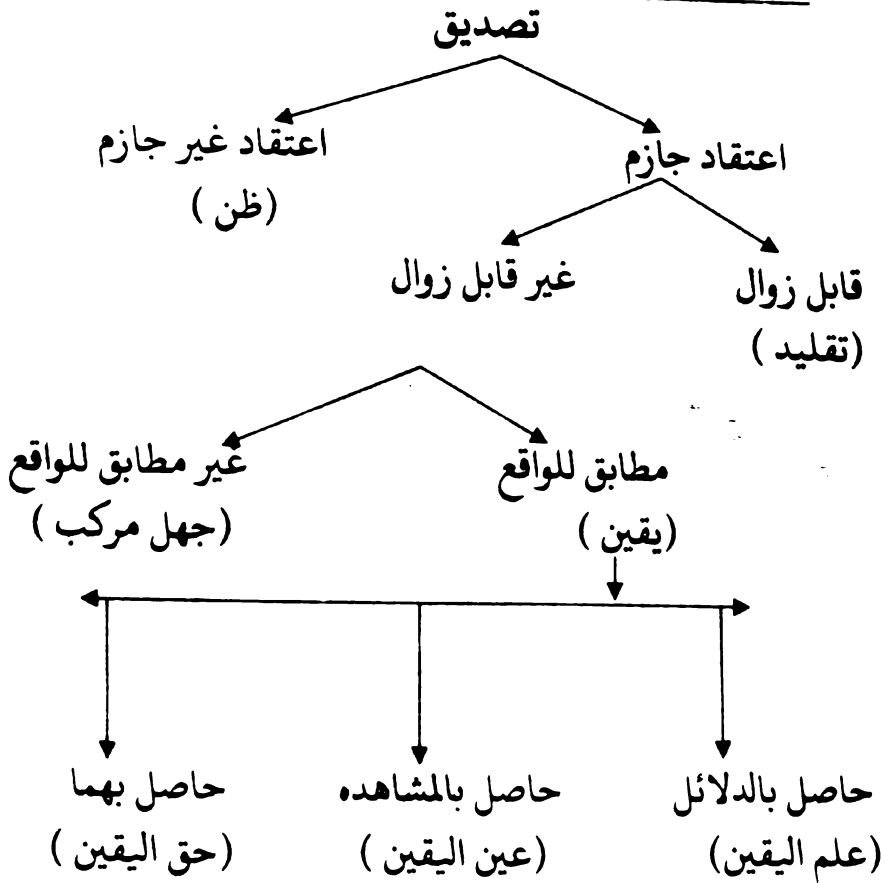 تصديق
اعتقاد جازم
اعتقاد غير جازم
(ظن)
قابل زوال
(تقليد)
غير قابل زوال
مطابق للواقع
(يقين)
غير مطابق للواقع
(جهل مركب)
حاصل بالدلائل
(علم اليقين)
حاصل بالمشاهده
(عين اليقين)
حاصل بهما
(حق اليقين)